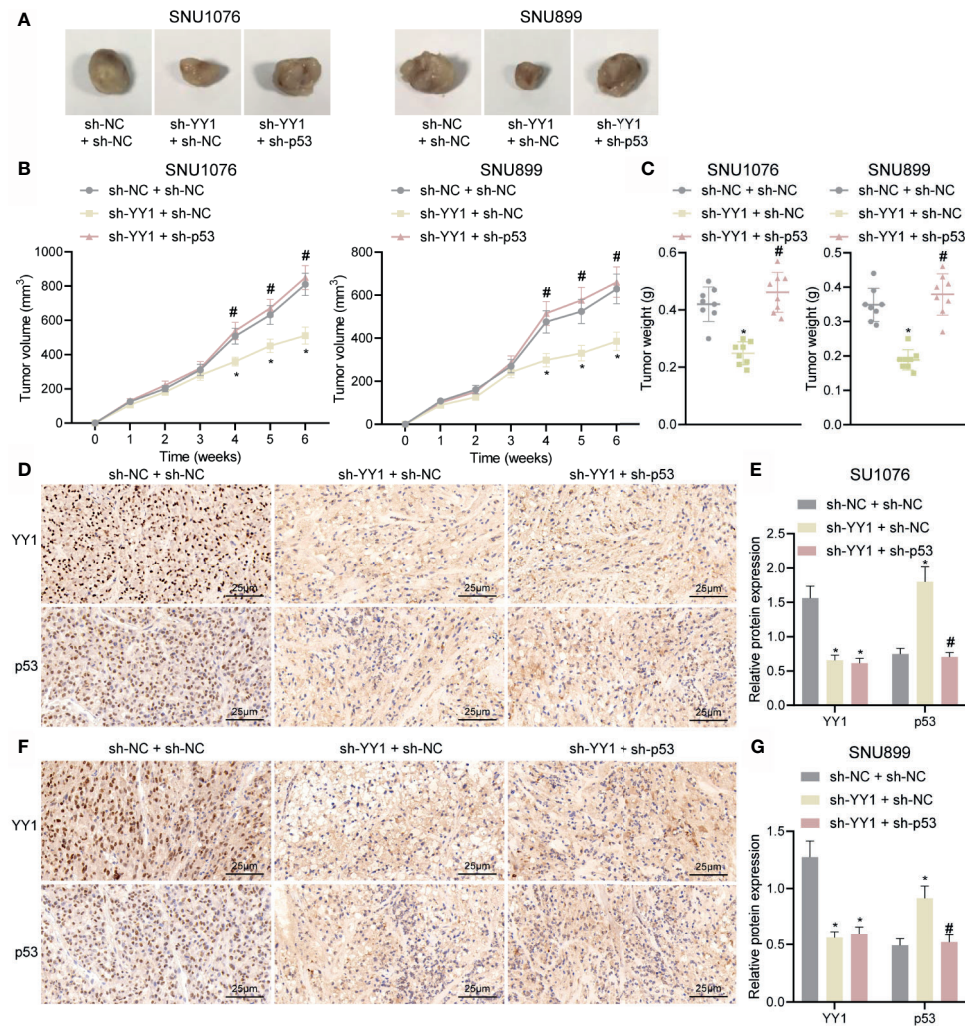 A
SNU1076
SNU899
sh-NC
+ sh-NC
sh-YY1
+ sh-NC
sh-YY1
+ sh-p53
sh-NC
+ sh-NC
sh-YY1
+ sh-NC
sh-YY1
+ sh-p53
B
SNU1076
sh-NC + sh-NC
sh-YY1 + sh-NC
sh-YY1 + sh-p53
Tumor volume (mm³)
1000
800
600
400
200
0
# # #
* * *
0 1 2 3 4 5 6
Time (weeks)
SNU899
sh-NC + sh-NC
sh-YY1 + sh-NC
sh-YY1 + sh-p53
Tumor volume (mm³)
800
600
400
200
0
# # #
* * *
0 1 2 3 4 5 6
Time (weeks)
C
SNU1076
sh-NC + sh-NC
sh-YY1 + sh-NC
sh-YY1 + sh-p53
Tumor weight (g)
0.6
0.4
0.2
0.0
#
*
SNU899
sh-NC + sh-NC
sh-YY1 + sh-NC
sh-YY1 + sh-p53
Tumor weight (g)
0.5
0.4
0.3
0.2
0.1
0.0
#
*
D
sh-NC + sh-NC
sh-YY1 + sh-NC
sh-YY1 + sh-p53
YY1
25μm
25μm
25μm
p53
25μm
25μm
25μm
E
SU1076
sh-NC + sh-NC
sh-YY1 + sh-NC
sh-YY1 + sh-p53
Relative protein expression
2.5
2.0
1.5
1.0
0.5
0.0
* * * #
YY1 p53
F
sh-NC + sh-NC
sh-YY1 + sh-NC
sh-YY1 + sh-p53
YY1
25μm
25μm
25μm
p53
25μm
25μm
25μm
G
SNU899
sh-NC + sh-NC
sh-YY1 + sh-NC
sh-YY1 + sh-p53
Relative protein expression
1.5
1.0
0.5
0.0
* * * #
YY1 p53